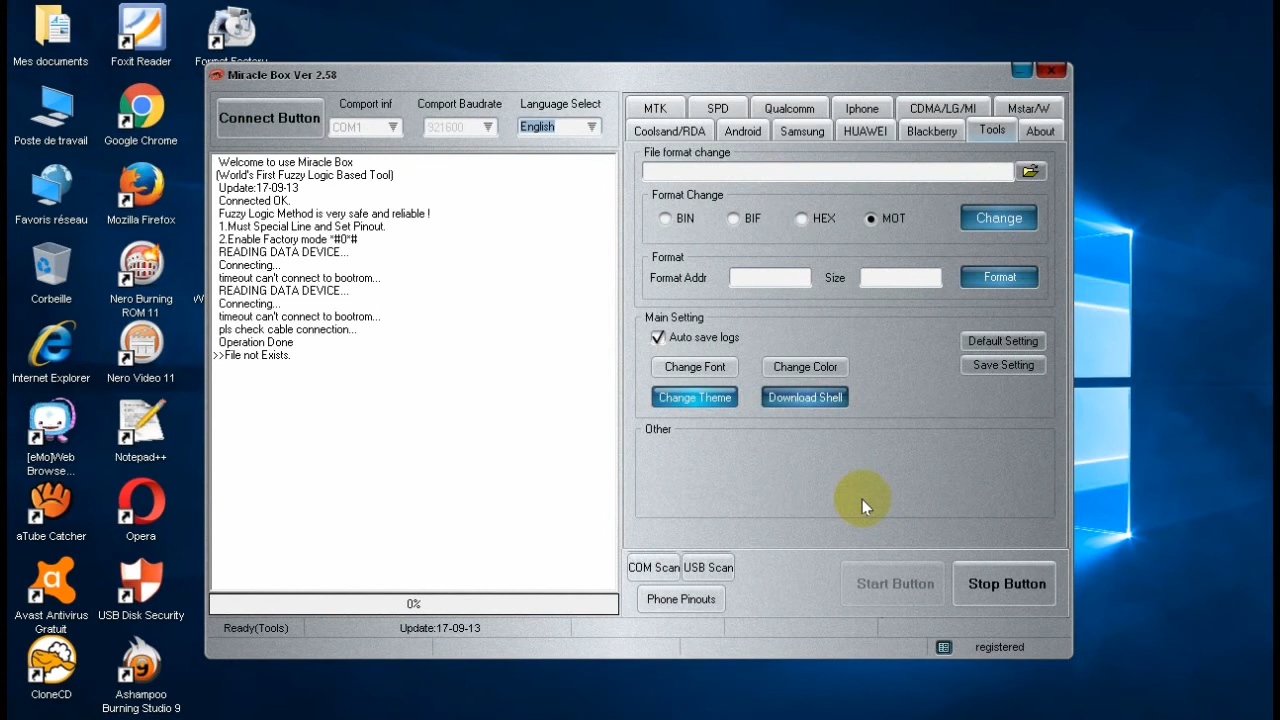 Mes documents
Foxit Reader
Format Factory
Poste de travail
Google Chrome
Favoris réseau
Mozilla Firefox
Corbeille
Nero Burning
ROM 11
Internet Explorer
Nero Video 11
[eMo]Web
Browse...
Notepad++
aTube Catcher
Opera
Avast Antivirus
Gratuit
USB Disk Security
CloneCD
Ashampoo
Burning Studio 9
Miracle Box Ver 2.58
Connect Button
Comport inf
Comport Baudrate
Language Select
COM1
921600
English
Welcome to use Miracle Box
(World's First Fuzzy Logic Based Tool)
Update:17-09-13
Connected OK.
Fuzzy Logic Method is very safe and reliable !
1.Must Special Line and Set Pinout.
2.Enable Factory mode *#0*#
READING DATA DEVICE...
Connecting...
timeout can't connect to bootrom...
READING DATA DEVICE...
Connecting...
timeout can't connect to bootrom...
pls check cable connection...
Operation Done
>>File not Exists.
0%
MTK
SPD
Qualcomm
Iphone
CDMA/LG/MI
Mstar/W
Coolsand/RDA
Android
Samsung
HUAWEI
Blackberry
Tools
About
File format change
Format Change
BIN
BIF
HEX
MOT
Change
Format
Format Addr
Size
Format
Main Setting
Auto save logs
Default Setting
Change Font
Change Color
Save Setting
Change Theme
Download Shell
Other
COM Scan
USB Scan
Phone Pinouts
Start Button
Stop Button
Ready(Tools)
Update:17-09-13
registered